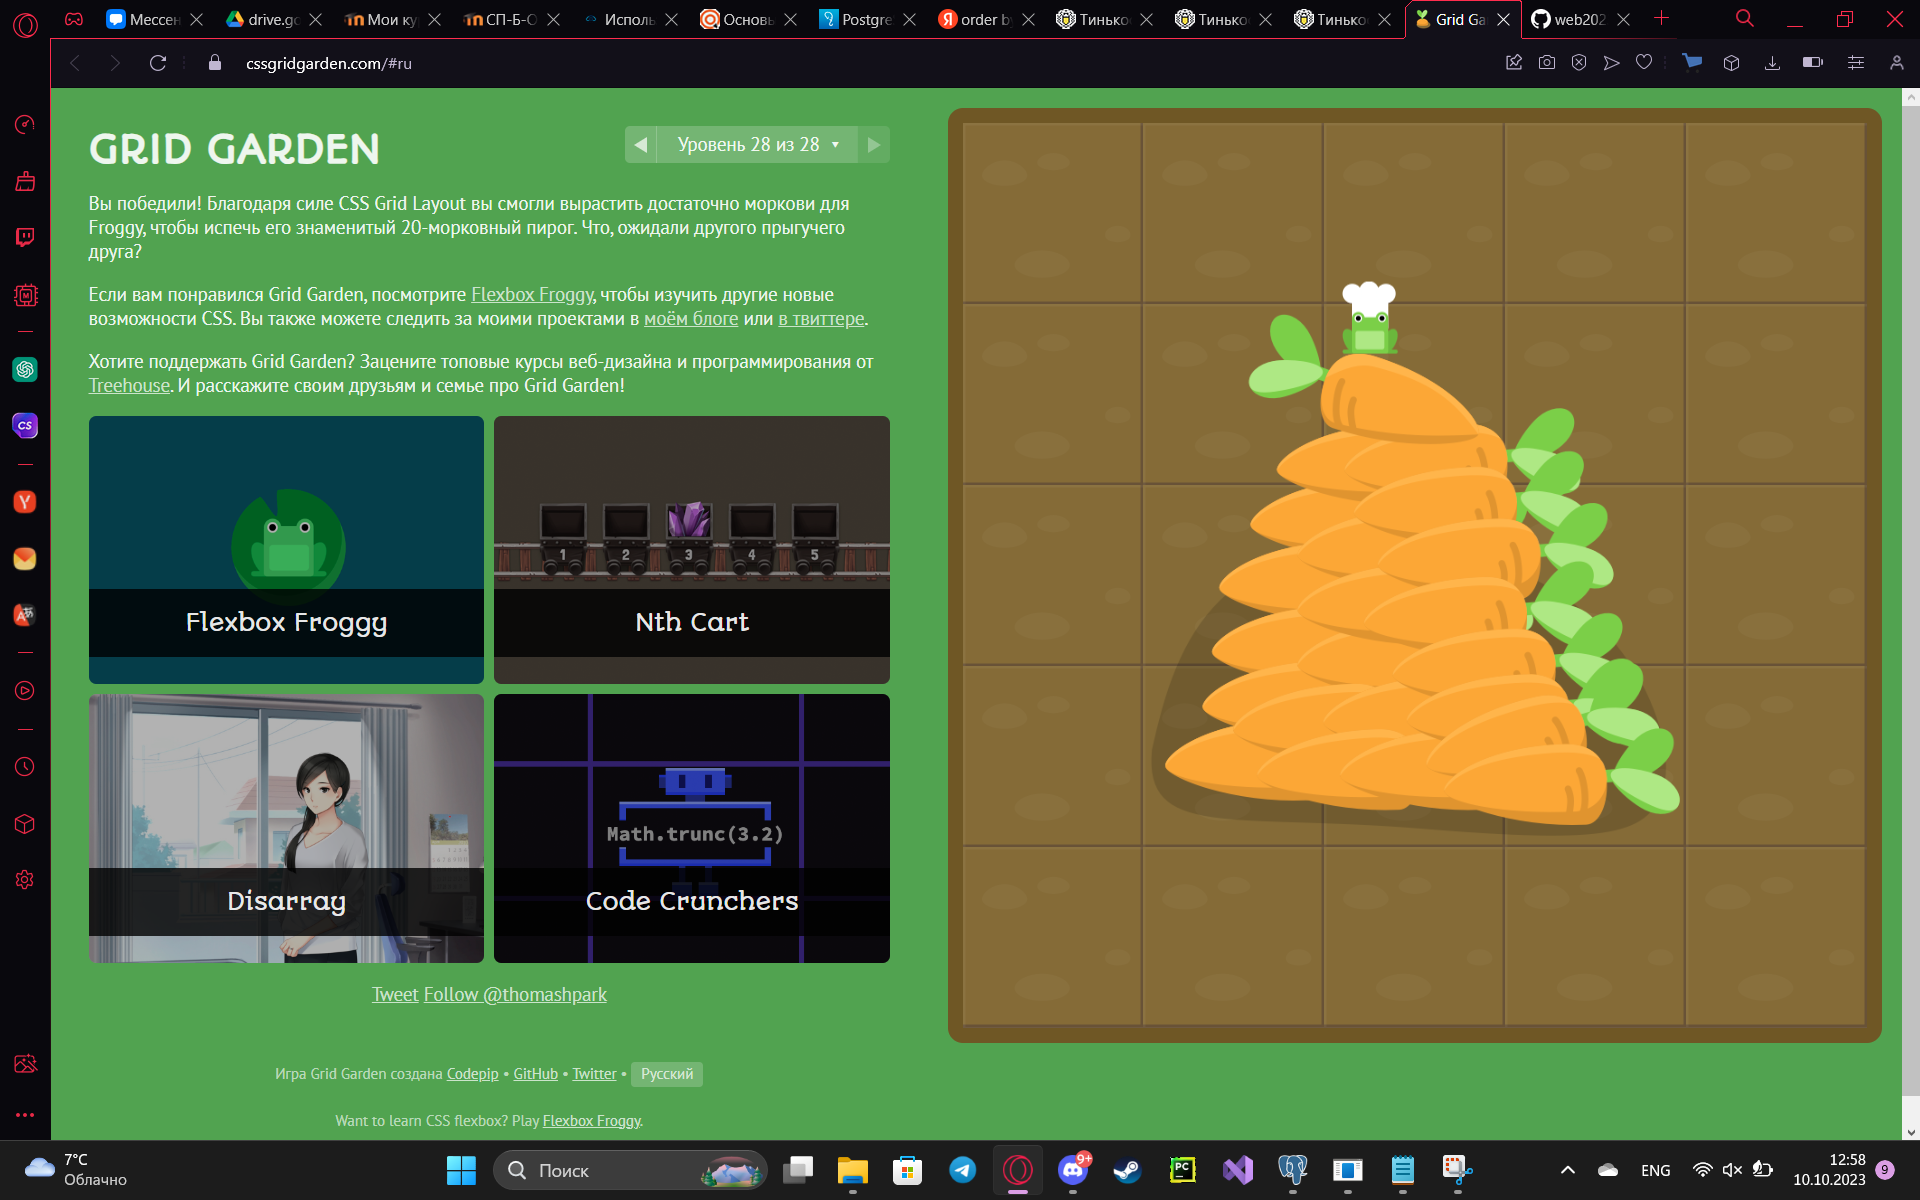 Мессен
drive.go
Мои ку
СП-Б-О
Исполь
Основы
Postgre
order by
Тинько
Тинько
Тинько
Grid Ga
web202
cssgridgarden.com/#ru
GRID GARDEN
Уровень 28 из 28
Вы победили! Благодаря силе CSS Grid Layout вы смогли вырастить достаточно моркови для
Froggy, чтобы испечь его знаменитый 20-морковный пирог. Что, ожидали другого прыгучего
друга?
Если вам понравился Grid Garden, посмотрите Flexbox Froggy, чтобы изучить другие новые
возможности CSS. Вы также можете следить за моими проектами в моём блоге или в твиттере.
Хотите поддержать Grid Garden? Зацените топовые курсы веб-дизайна и программирования от
Treehouse. И расскажите своим друзьям и семье про Grid Garden!
1 2 3 4 5
Flexbox Froggy
Nth Cart
Math.trunc(3.2)
Disarray
Code Crunchers
Tweet Follow @thomashpark
Игра Grid Garden создана Codepip • GitHub • Twitter • Русский
Want to learn CSS flexbox? Play Flexbox Froggy.
7°C
Облачно
Поиск
9+
PC
ENG
12:58
10.10.2023
9